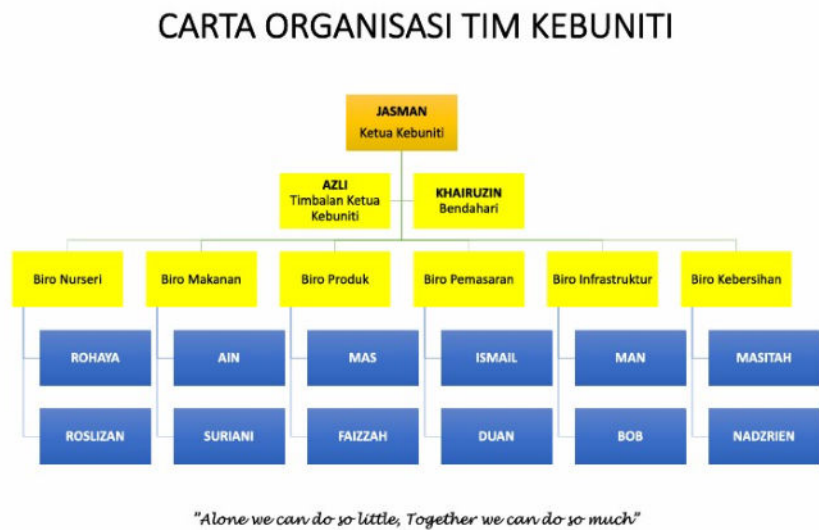 CARTA ORGANISASI TIM KEBUNITI
JASMAN
Ketua Kebuniti
AZLI
Timbalan Ketua
Kebuniti
KHAIRUZIN
Bendahari
Biro Nurseri
Biro Makanan
Biro Produk
Biro Pemasaran
Biro Infrastruktur
Biro Kebersihan
ROHAYA
AIN
MAS
ISMAIL
MAN
MASITAH
ROSLIZAN
SURIANI
FAIZZAH
DUAN
BOB
NADZRIEN
"Alone we can do so little, Together we can do so much"